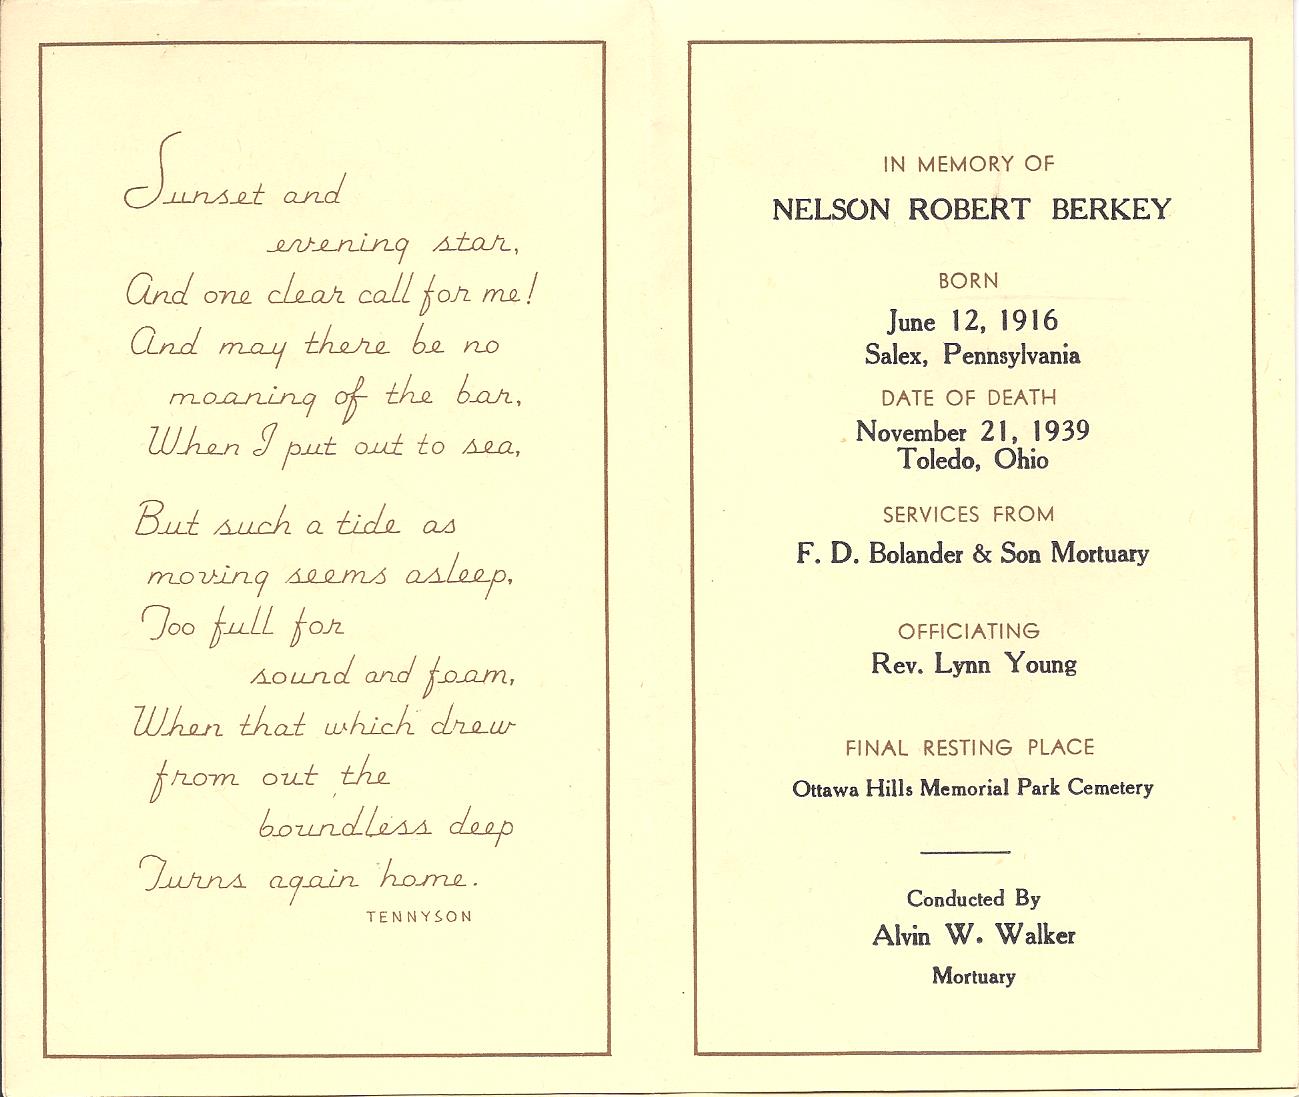 Sunset and
evening star,
And one clear call for me!
And may there be no
moaning of the bar,
When I put out to sea,
But such a tide as
moving seems asleep,
Too full for
sound and foam,
When that which drew
from out the
boundless deep
Turns again home.
TENNYSON
IN MEMORY OF
NELSON ROBERT BERKEY
BORN
June 12, 1916
Salex, Pennsylvania
DATE OF DEATH
November 21, 1939
Toledo, Ohio
SERVICES FROM
F. D. Bolander & Son Mortuary
OFFICIATING
Rev. Lynn Young
FINAL RESTING PLACE
Ottawa Hills Memorial Park Cemetery
Conducted By
Alvin W. Walker
Mortuary